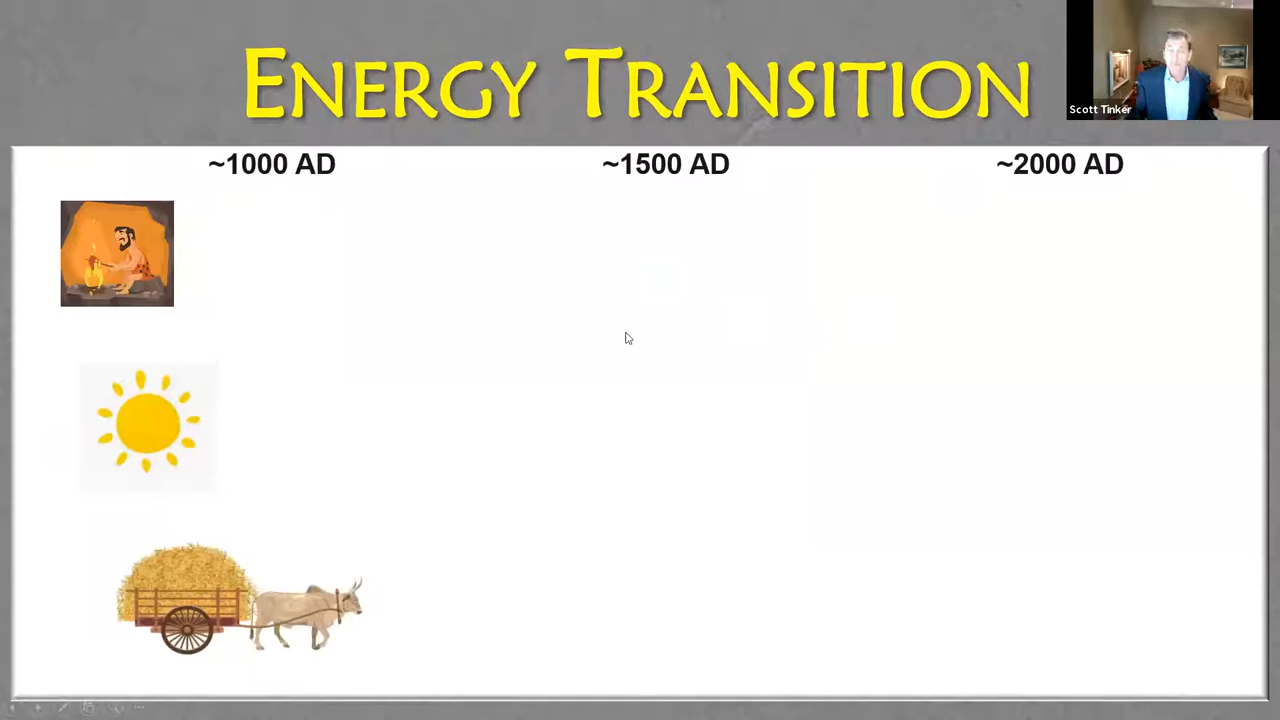 ENERGY TRANSITION
Scott Tinker
~1000 AD
~1500 AD
~2000 AD